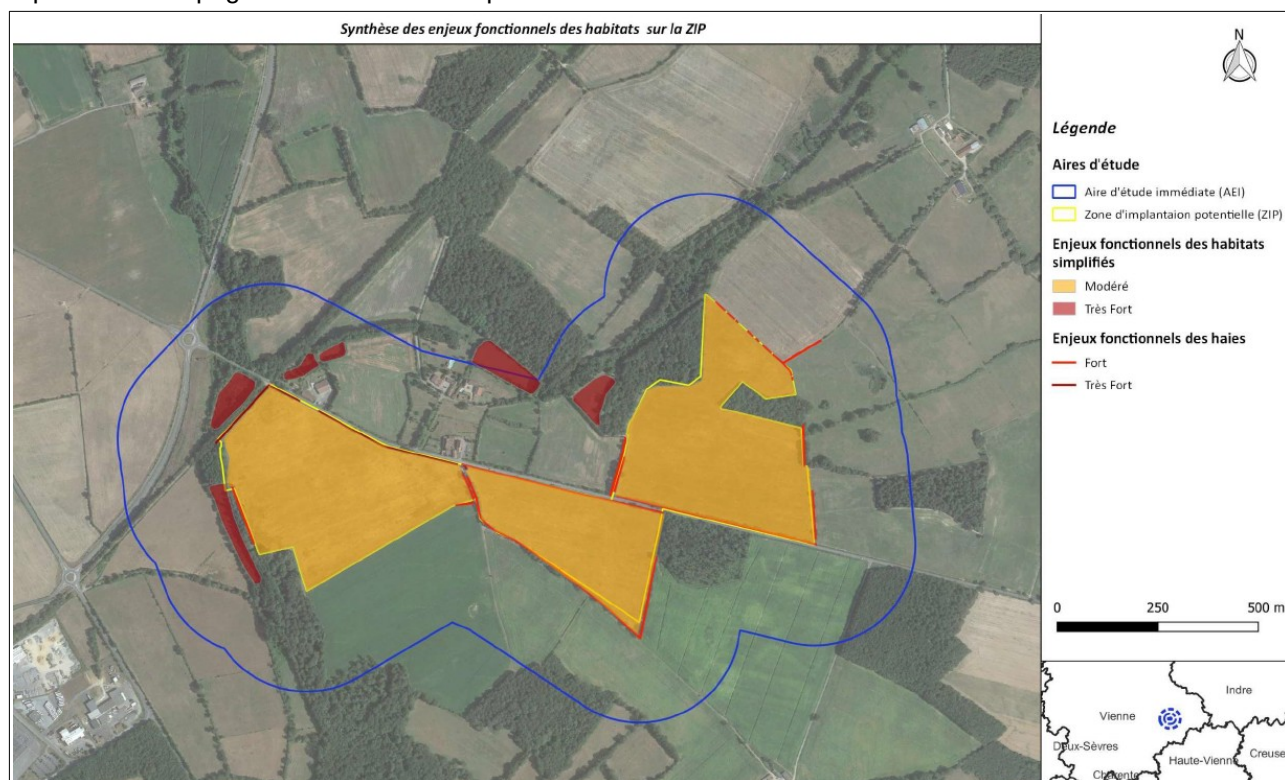 Synthèse des enjeux fonctionnels des habitats sur la ZIP
N
Légende
Aires d'étude
Aire d'étude immédiate (AEI)
Zone d'implantaion potentielle (ZIP)
Enjeux fonctionnels des habitats
simplifiés
Modéré
Très Fort
Enjeux fonctionnels des haies
Fort
Très Fort
0 250 500 m
Indre
Vienne
Deux-Sèvres
Haute-Vienne
Creuse
Charente